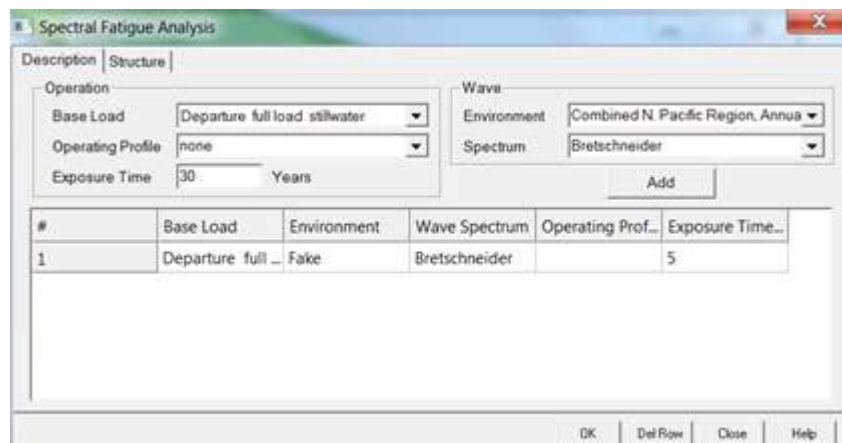 Spectral Fatigue Analysis
Description Structure
Operation
Base Load Departure full load stillwater
Operating Profile none
Exposure Time 30 Years
Wave
Environment Combined N. Pacific Region, Annua
Spectrum Bretschneider
Add
# Base Load Environment Wave Spectrum Operating Prof... Exposure Time...
1 Departure full ... Fake Bretschneider 5
OK Del Row Close Help